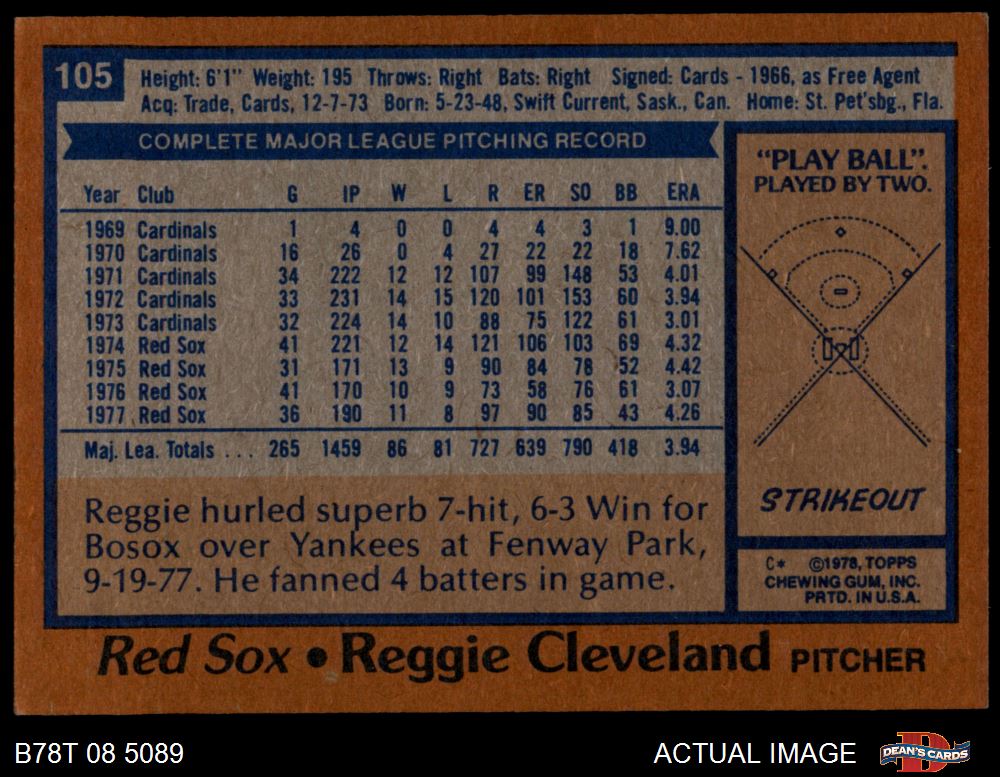 105
Height: 6'1" Weight: 195 Throws: Right Bats: Right Signed: Cards - 1966, as Free Agent
Acq: Trade, Cards, 12-7-73 Born: 5-23-48, Swift Current, Sask., Can. Home: St. Pet'sbg., Fla.
COMPLETE MAJOR LEAGUE PITCHING RECORD
Year Club G IP W L R ER SO BB ERA
1969 Cardinals 1 4 0 0 4 4 3 1 9.00
1970 Cardinals 16 26 0 4 27 22 22 18 7.62
1971 Cardinals 34 222 12 12 107 99 148 53 4.01
1972 Cardinals 33 231 14 15 120 101 153 60 3.94
1973 Cardinals 32 224 14 10 88 75 122 61 3.01
1974 Red Sox 41 221 12 14 121 106 103 69 4.32
1975 Red Sox 31 171 13 9 90 84 78 52 4.42
1976 Red Sox 41 170 10 9 73 58 76 61 3.07
1977 Red Sox 36 190 11 8 97 90 85 43 4.26
Maj. Lea. Totals ... 265 1459 86 81 727 639 790 418 3.94
Reggie hurled superb 7-hit, 6-3 Win for
Bosox over Yankees at Fenway Park,
9-19-77. He fanned 4 batters in game.
"PLAY BALL".
PLAYED BY TWO.
STRIKEOUT
C* ©1978, TOPPS
CHEWING GUM, INC.
PRTD. IN U.S.A.
Red Sox • Reggie Cleveland PITCHER
B78T 08 5089
ACTUAL IMAGE
D
DEAN'S CARDS